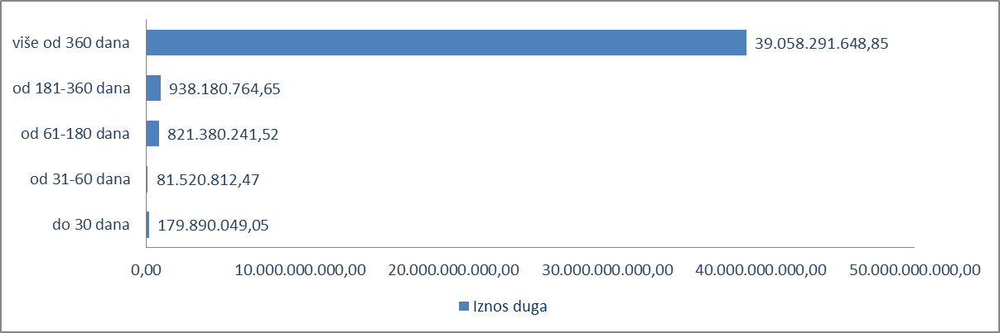 više od 360 dana 39.058.291.648,85
od 181-360 dana 938.180.764,65
od 61-180 dana 821.380.241,52
od 31-60 dana 81.520.812,47
do 30 dana 179.890.049,05
0,00 10.000.000.000,00 20.000.000.000,00 30.000.000.000,00 40.000.000.000,00 50.000.000.000,00
Iznos duga